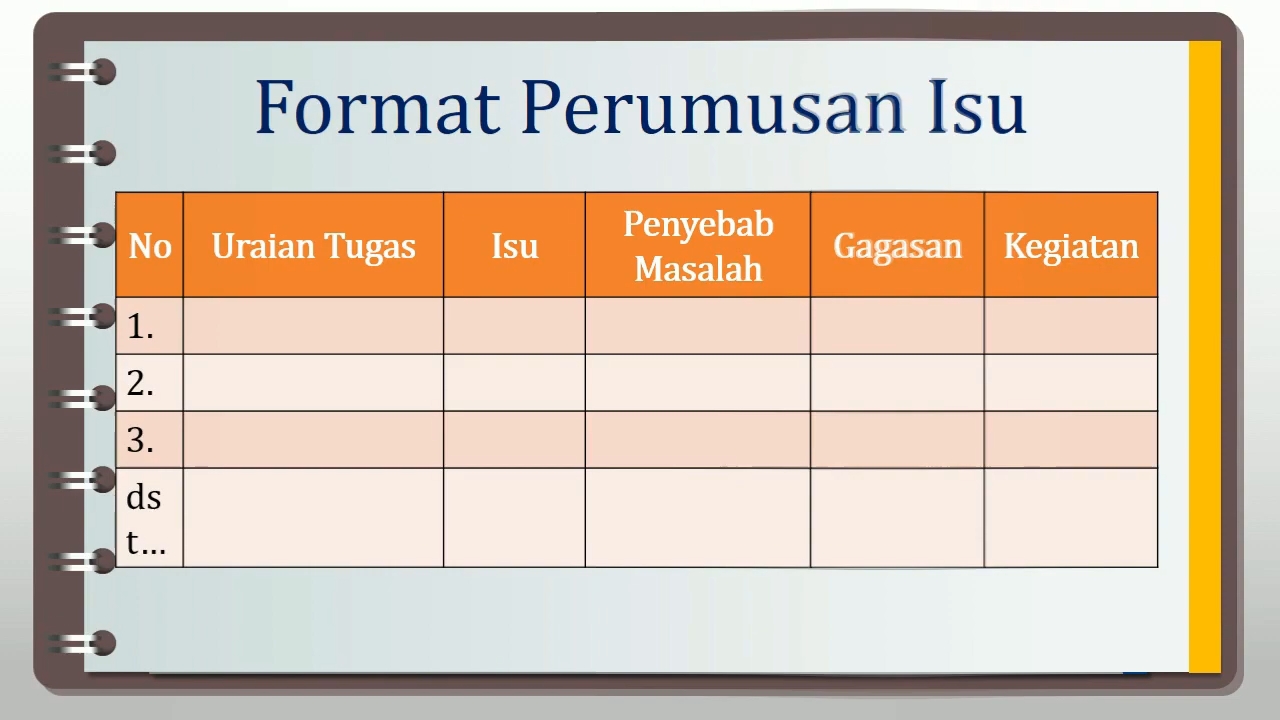 Format Perumusan Isu
No Uraian Tugas Isu Penyebab Masalah Gagasan Kegiatan
1.
2.
3.
ds
t...